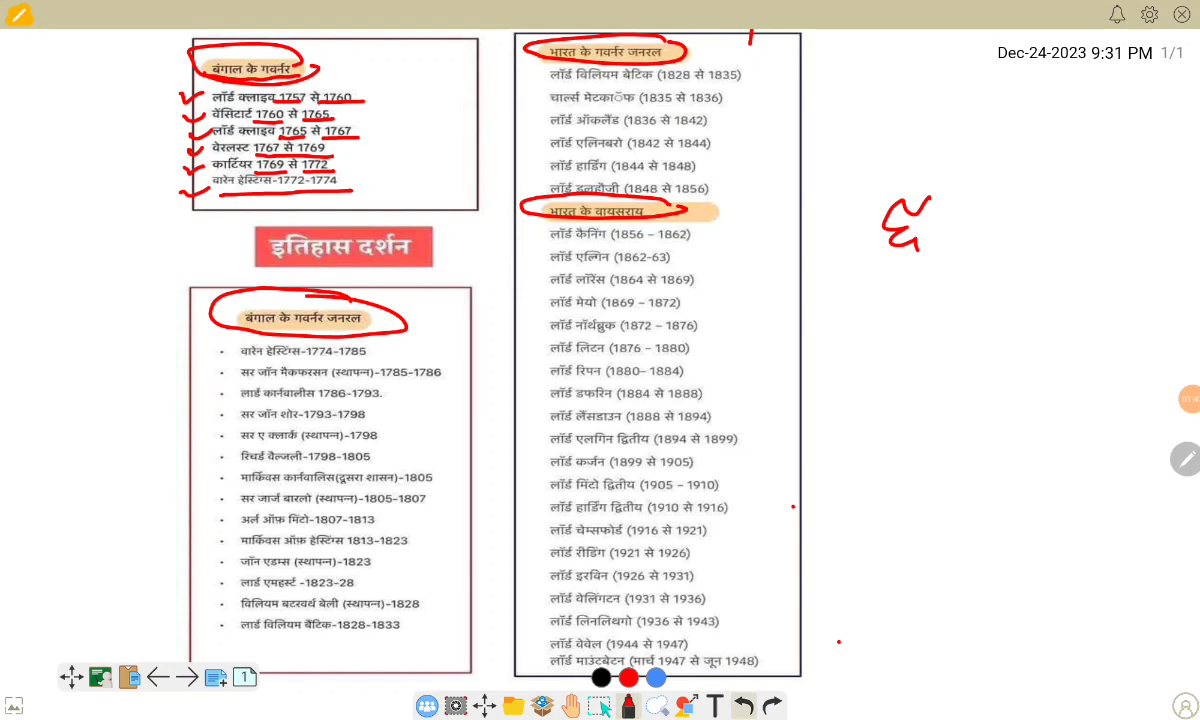 Dec-24-2023 9:31 PM 1/1
बंगाल के गवर्नर
लॉर्ड क्लाइव 1757 से 1760
वेंसिटार्ट 1760 से 1765
लॉर्ड क्लाइव 1765 से 1767
वेरलस्ट 1767 से 1769
कार्टियर 1769 से 1772
वारेन हेस्टिंग्स-1772-1774
इतिहास दर्शन
बंगाल के गवर्नर जनरल
• वारेन हेस्टिंग्स-1774-1785
• सर जॉन मैकफरसन (स्थापन्न)-1785-1786
• लार्ड कार्नवालीस 1786-1793.
• सर जॉन शोर-1793-1798
• सर ए क्लार्क (स्थापन्न)-1798
• रिचर्ड वैल्जली-1798-1805
• मार्किवस कार्नवालिस(दूसरा शासन)-1805
• सर जार्ज बारलो (स्थापन्न)-1805-1807
• अर्ल ऑफ़ मिंटो-1807-1813
• मार्किवस ऑफ़ हेस्टिंग्स 1813-1823
• जॉन एडम्स (स्थापन्न)-1823
• लार्ड एमहर्स्ट -1823-28
• विलियम बटरवर्थ बेली (स्थापन्न)-1828
• लार्ड विलियम बैंटिक-1828-1833
भारत के गवर्नर जनरल
लॉर्ड विलियम बेटिक (1828 से 1835)
चार्ल्स मेटकाॅफ (1835 से 1836)
लॉर्ड ऑकलैंड (1836 से 1842)
लॉर्ड एलिनबरो (1842 से 1844)
लॉर्ड हार्डिंग (1844 से 1848)
लॉर्ड डलहौजी (1848 से 1856)
भारत के वायसराय
लॉर्ड कैनिंग (1856 – 1862)
लॉर्ड एल्गिन (1862-63)
लॉर्ड लॉरेंस (1864 से 1869)
लॉर्ड मेयो (1869 – 1872)
लॉर्ड नॉर्थब्रुक (1872 – 1876)
लॉर्ड लिटन (1876 – 1880)
लॉर्ड रिपन (1880– 1884)
लॉर्ड डफरिन (1884 से 1888)
लॉर्ड लैंसडाउन (1888 से 1894)
लॉर्ड एलगिन द्वितीय (1894 से 1899)
लॉर्ड कर्जन (1899 से 1905)
लॉर्ड मिंटो द्वितीय (1905 – 1910)
लॉर्ड हार्डिंग द्वितीय (1910 से 1916)
लॉर्ड चेम्सफोर्ड (1916 से 1921)
लॉर्ड रीडिंग (1921 से 1926)
लॉर्ड इरविन (1926 से 1931)
लॉर्ड वेलिंगटन (1931 से 1936)
लॉर्ड लिनलिथगो (1936 से 1943)
लॉर्ड वेवेल (1944 से 1947)
लॉर्ड माउंटबेटन (मार्च 1947 से जून 1948)
1
T